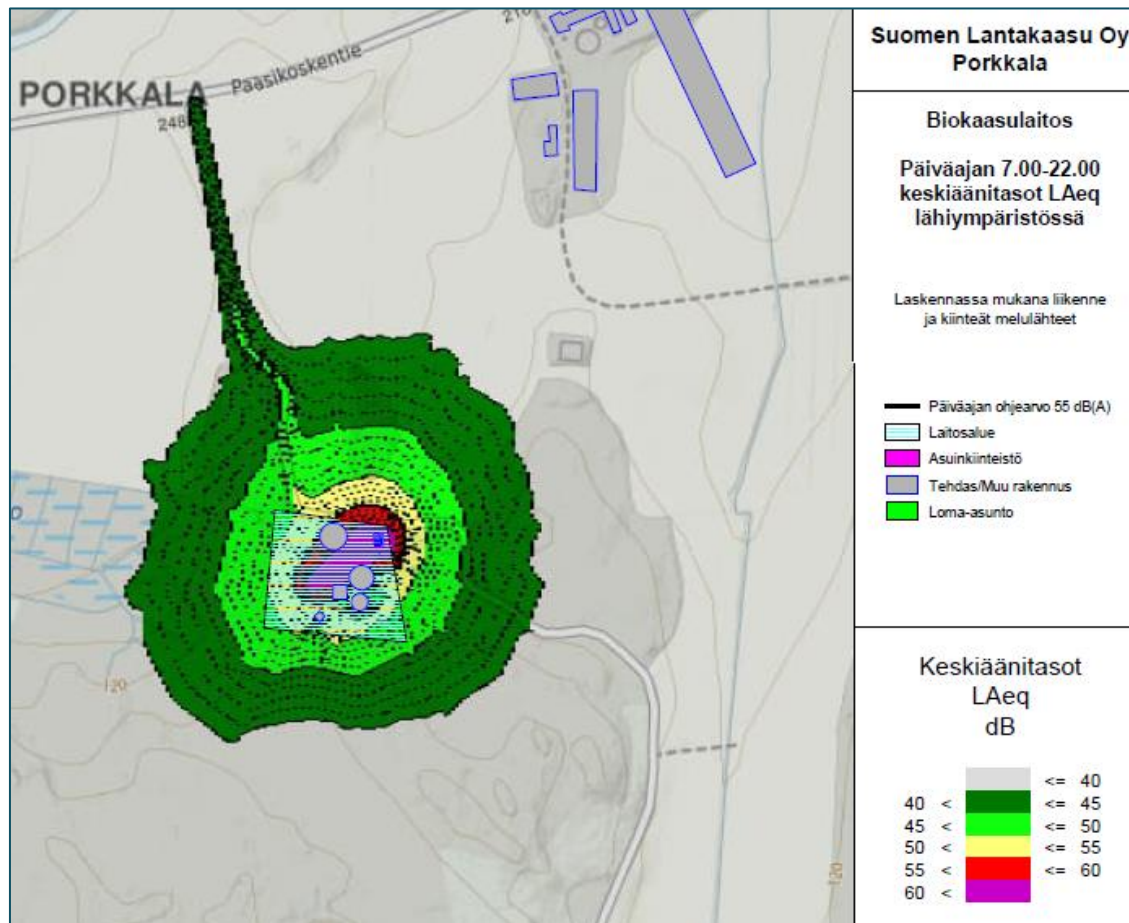 PORKKALA
Paasikoskentie
248
120
120
Suomen Lantakaasu Oy
Porkkala
Biokaasulaitos
Päiväajan 7.00-22.00
keskiäänitasot LAeq
lähiympäristössä
Laskennassa mukana liikenne
ja kiinteät melulähteet
Päiväajan ohjearvo 55 dB(A)
Laitosalue
Asuinkiinteistö
Tehdas/Muu rakennus
Loma-asunto
Keskiäänitasot
LAeq
dB
<= 40
40 < <= 45
45 < <= 50
50 < <= 55
55 < <= 60
60 <